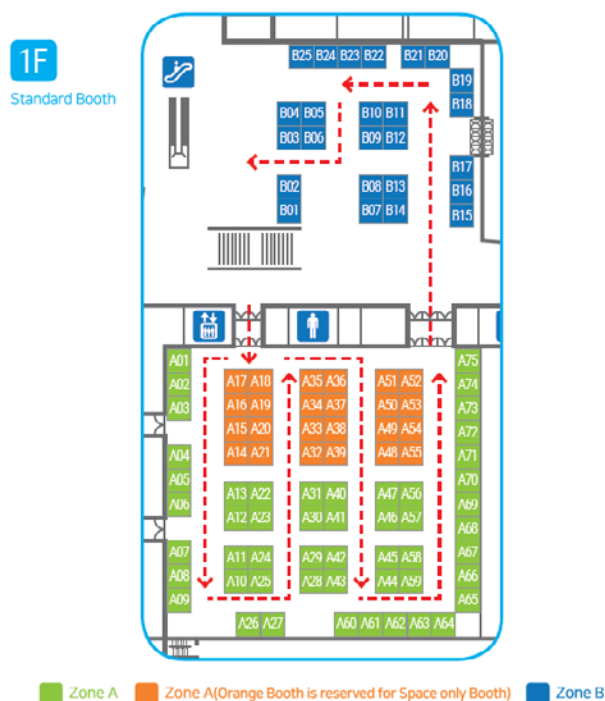 1F
Standard Booth
B25 B24 B23 B22 B21 B20
B19
B18
B04 B05 B10 B11
B03 B06 B09 B12
B17
B02 B08 B13 B16
B01 B07 B14 B15
A01 A75
A17 A18 A35 A36 A51 A52
A02 A74
A16 A19 A34 A37 A50 A53
A03 A73
A15 A20 A33 A38 A49 A54
A72
A14 A21 A32 A39 A48 A55
A04 A71
A05 A70
A13 A22 A31 A40 A47 A56
A06 A69
A12 A23 A30 A41 A46 A57
A68
A07 A67
A11 A24 A29 A42 A45 A58
A08 A66
A10 A25 A28 A43 A44 A59
A09 A65
A26 A27 A60 A61 A62 A63 A64
Zone A Zone A(Orange Booth is reserved for Space only Booth) Zone B